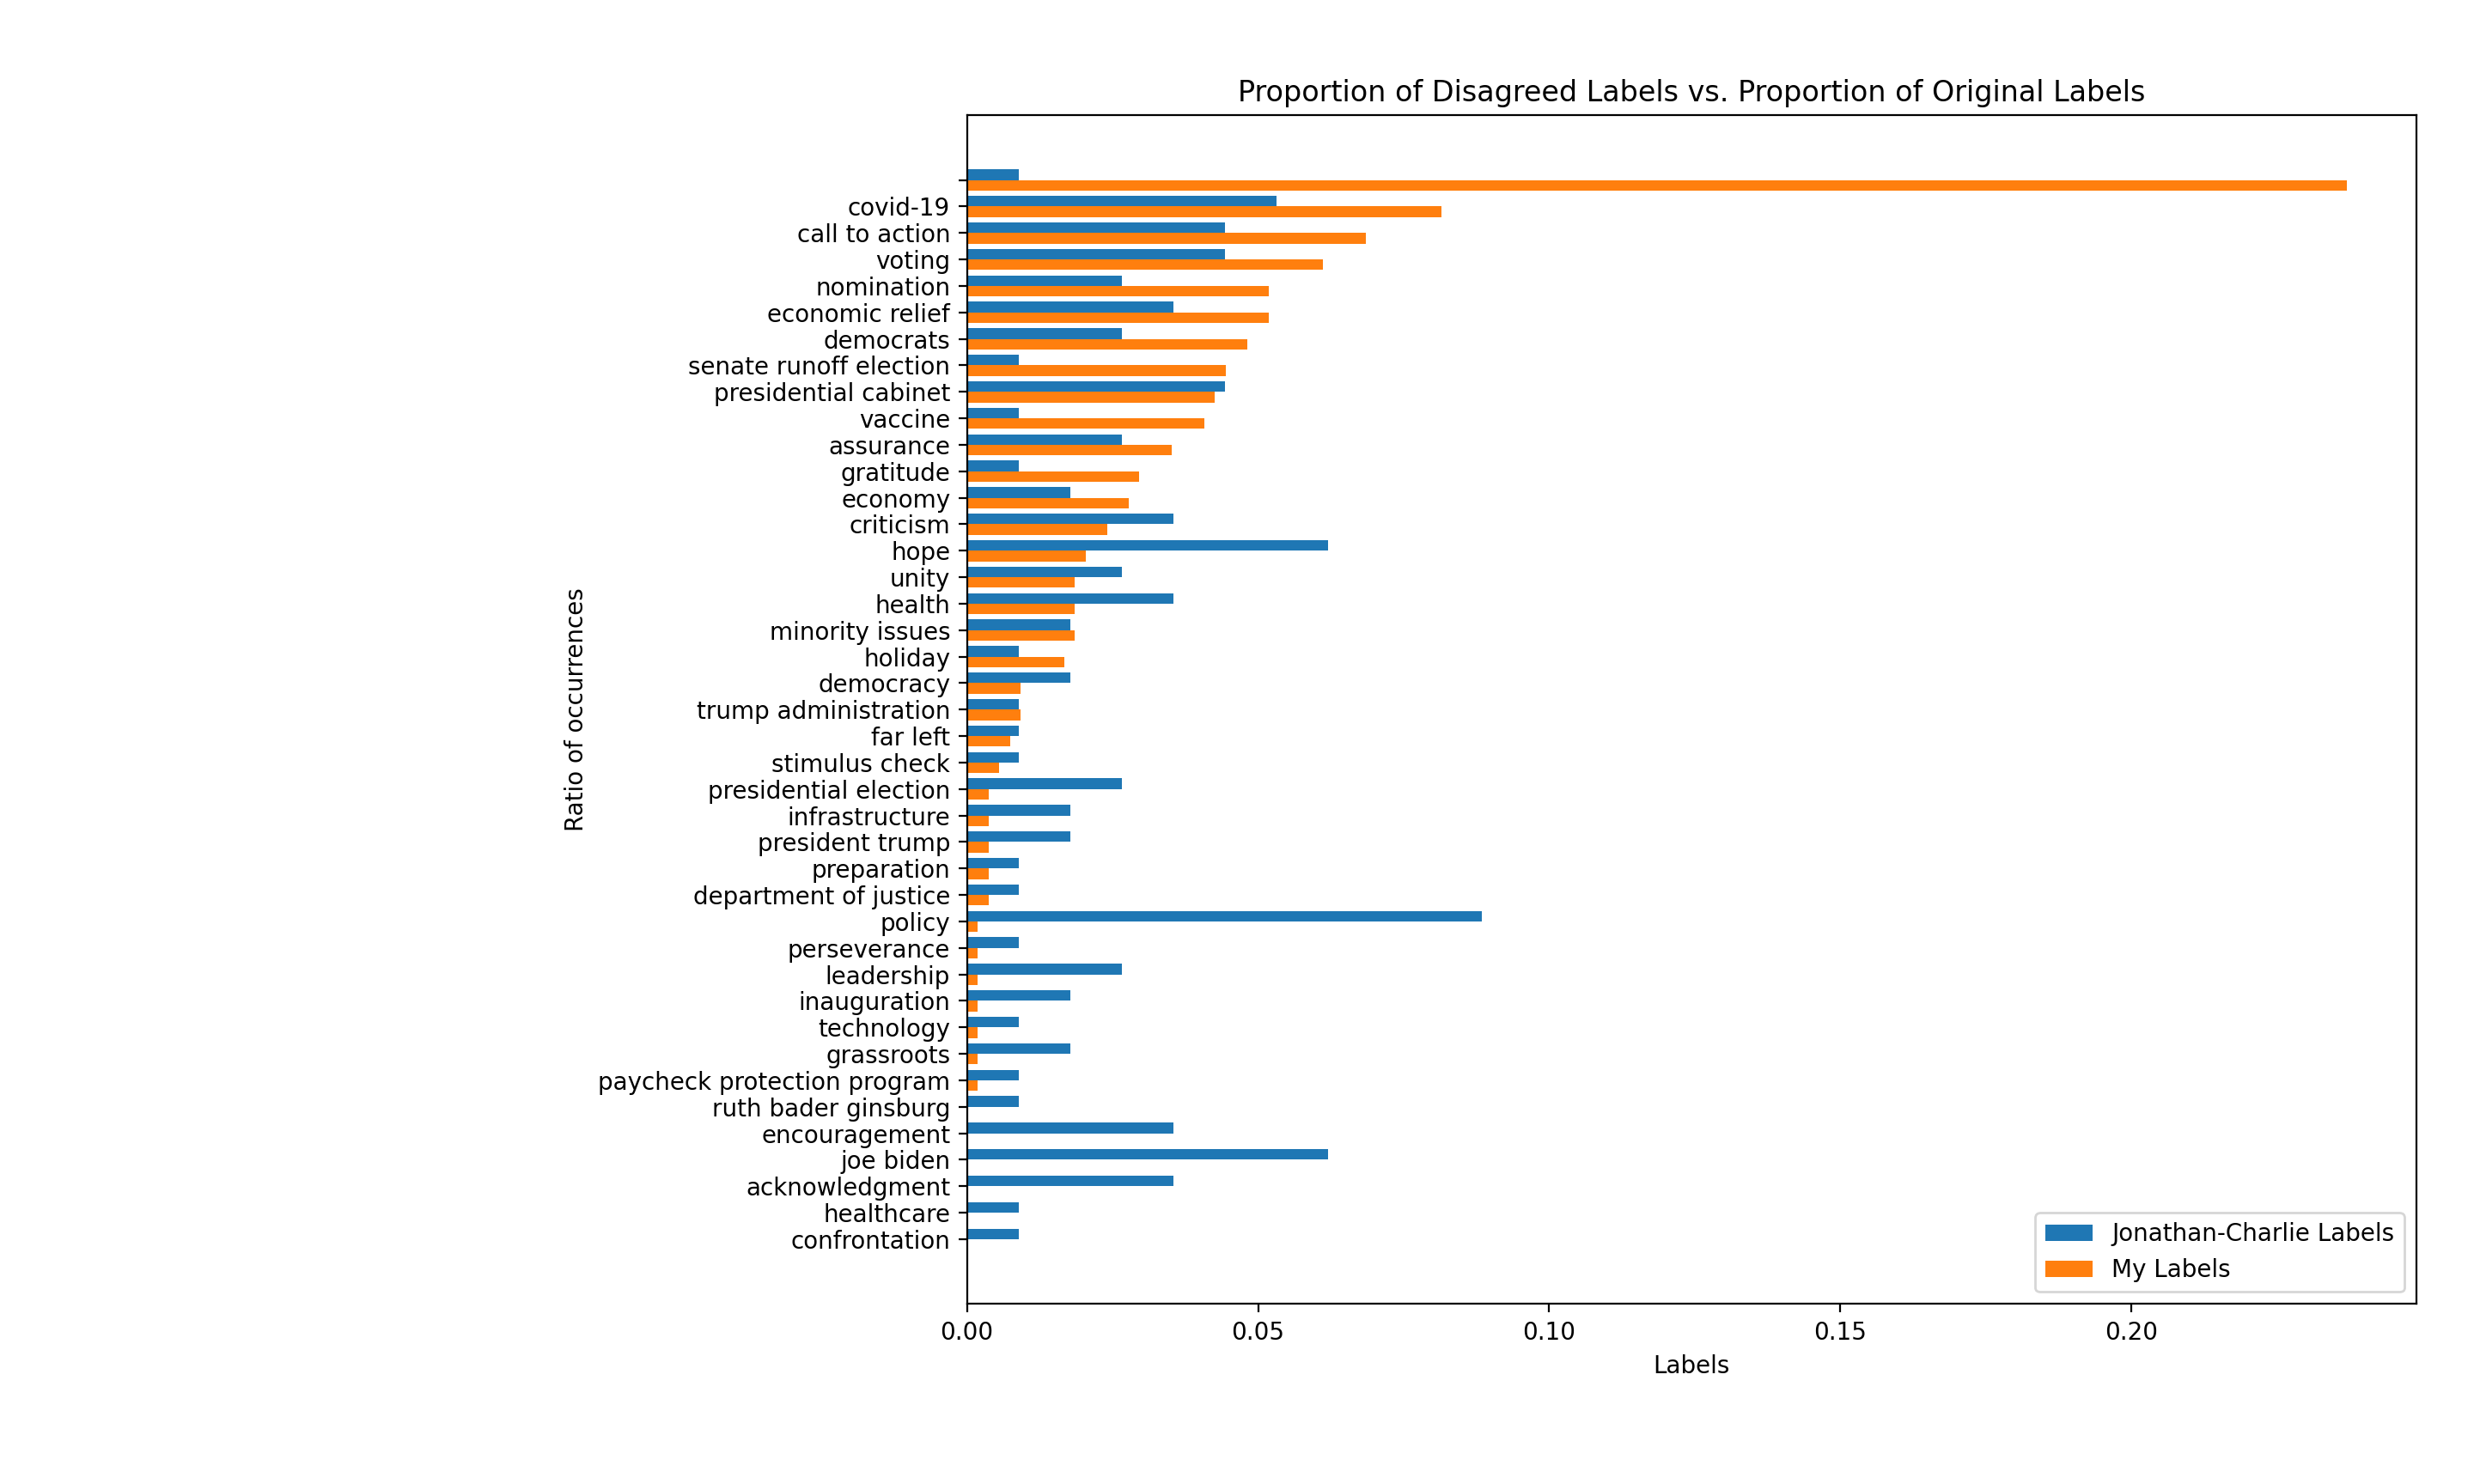 Proportion of Disagreed Labels vs. Proportion of Original Labels
covid-19
call to action
voting
nomination
economic relief
democrats
senate runoff election
presidential cabinet
vaccine
assurance
gratitude
economy
criticism
hope
unity
health
minority issues
holiday
democracy
trump administration
far left
stimulus check
presidential election
infrastructure
president trump
preparation
department of justice
policy
perseverance
leadership
inauguration
technology
grassroots
paycheck protection program
ruth bader ginsburg
encouragement
joe biden
acknowledgment
healthcare
confrontation
Ratio of occurrences
Jonathan-Charlie Labels
My Labels
0.00 0.05 0.10 0.15 0.20
Labels